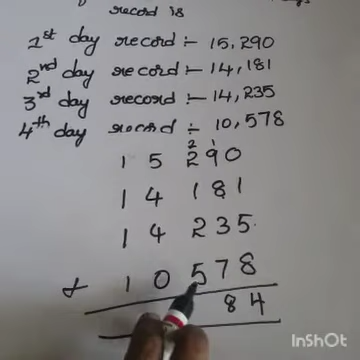 record is
1st day record :- 15,290
2nd day record :- 14,181
3rd day record :- 14,235
4th day record :- 10,578
2 1
1 5 2 9 0
1 4 1 8 1
1 4 2 3 5
+ 1 0 5 7 8
8 4
InShOt